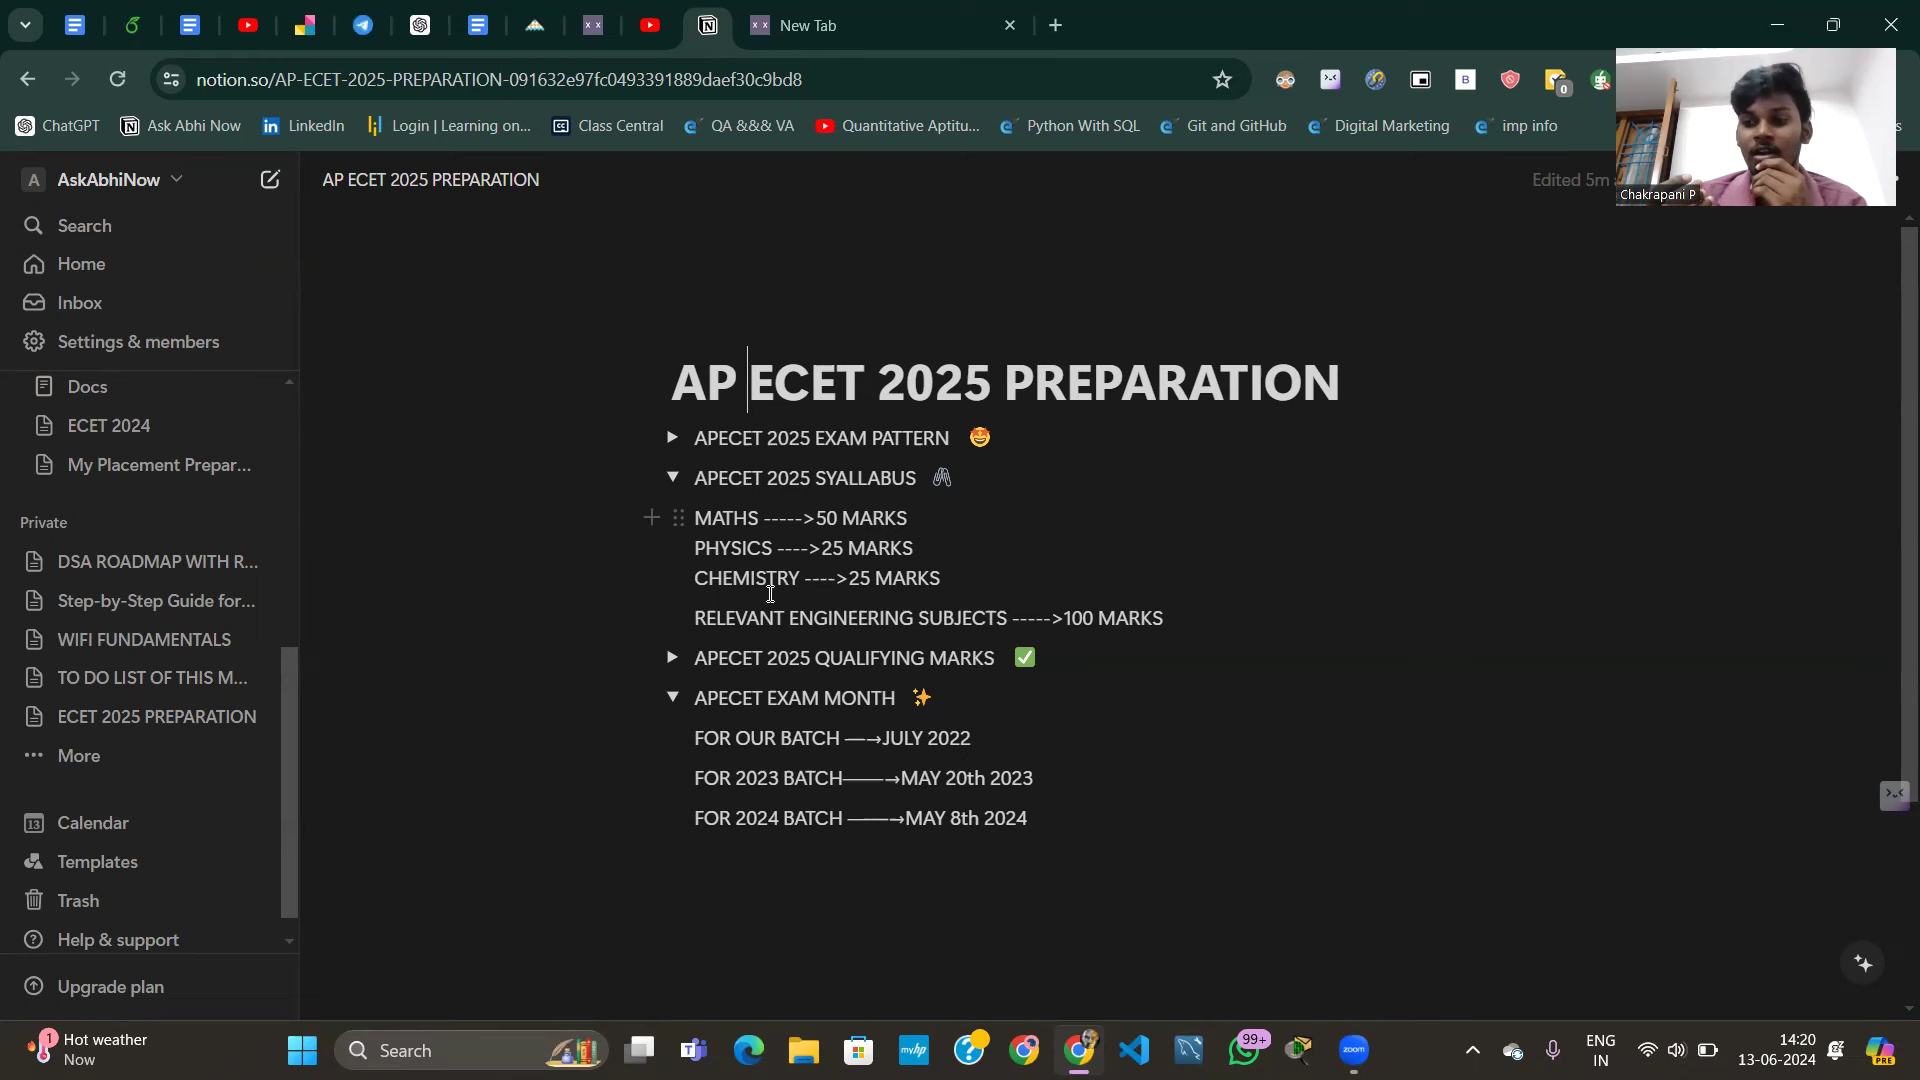 New Tab
notion.so/AP-ECET-2025-PREPARATION-091632e97fc0493391889daef30c9bd8
B
0
ChatGPT
Ask Abhi Now
LinkedIn
Login | Learning on...
Class Central
QA &&& VA
Quantitative Aptitu...
Python With SQL
Git and GitHub
Digital Marketing
imp info
Chakrapani P
A
AskAbhiNow
AP ECET 2025 PREPARATION
Edited 5m
Search
Home
Inbox
Settings & members
Docs
ECET 2024
My Placement Prepar...
Private
DSA ROADMAP WITH R...
Step-by-Step Guide for...
WIFI FUNDAMENTALS
TO DO LIST OF THIS M...
ECET 2025 PREPARATION
More
13
Calendar
Templates
Trash
Help & support
Upgrade plan
AP ECET 2025 PREPARATION
APECET 2025 EXAM PATTERN 🤩
APECET 2025 SYALLABUS 🖇
MATHS ----->50 MARKS
PHYSICS ---->25 MARKS
CHEMISTRY ---->25 MARKS
RELEVANT ENGINEERING SUBJECTS ----->100 MARKS
APECET 2025 QUALIFYING MARKS ✅
APECET EXAM MONTH ✨
FOR OUR BATCH —→JULY 2022
FOR 2023 BATCH——→MAY 20th 2023
FOR 2024 BATCH ——→MAY 8th 2024
1
Hot weather
Now
Search
myhp
99+
zoom
ENG
IN
14:20
13-06-2024
PRE